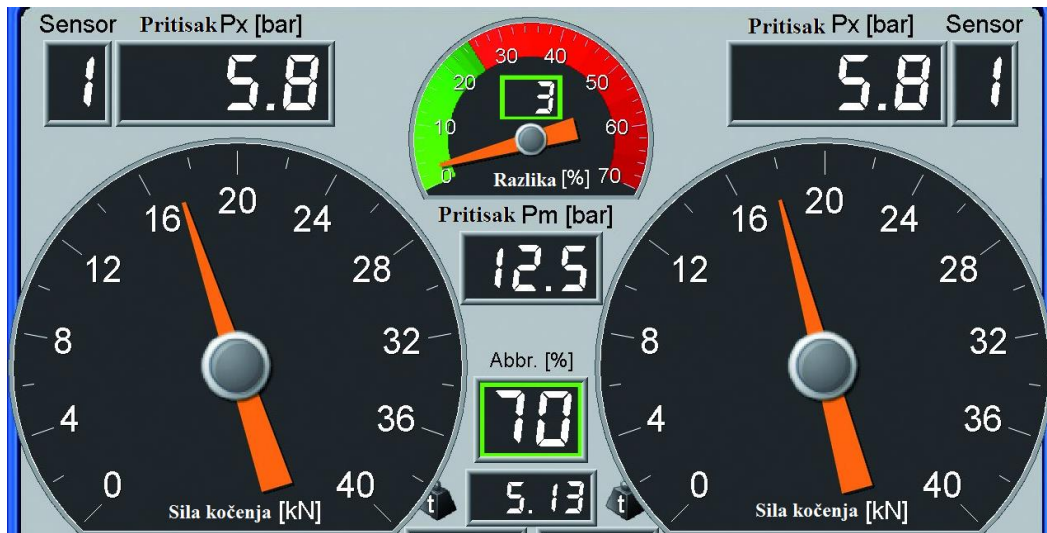 Sensor Pritisak Px [bar]
1 5.8
Pritisak Px [bar] Sensor
5.8 1
0 10 20 30 40 50 60 70
3
Razlika [%]
Pritisak Pm [bar]
12.5
Abbr. [%]
70
t 5.13 t
0 4 8 12 16 20 24 28 32 36 40
Sila kočenja [kN]
0 4 8 12 16 20 24 28 32 36 40
Sila kočenja [kN]